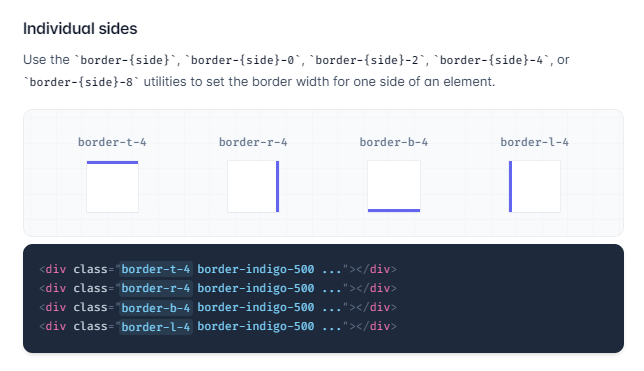 Individual sides
Use the `border-{side}`, `border-{side}-0`, `border-{side}-2`, `border-{side}-4`, or
`border-{side}-8` utilities to set the border width for one side of an element.
border-t-4 border-r-4 border-b-4 border-l-4
<div class="border-t-4 border-indigo-500 ..."></div>
<div class="border-r-4 border-indigo-500 ..."></div>
<div class="border-b-4 border-indigo-500 ..."></div>
<div class="border-l-4 border-indigo-500 ..."></div>